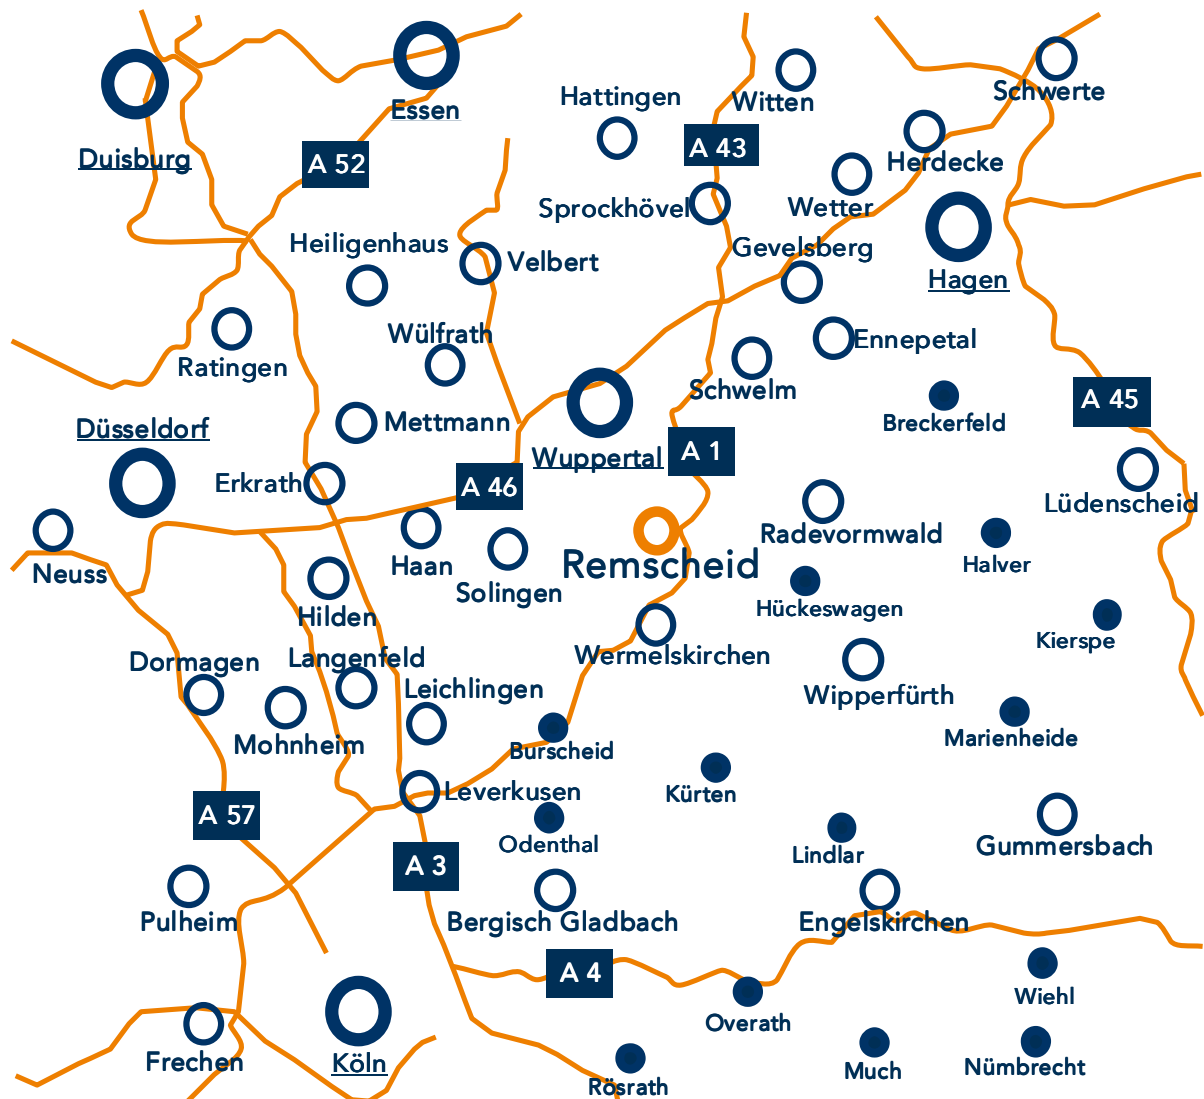 Schwerte
Hattingen
Witten
Essen
A 43
Duisburg
A 52
Herdecke
Wetter
Sprockhövel
Heiligenhaus
Gevelsberg
Velbert
Hagen
Wülfrath
Ennepetal
Ratingen
Schwelm
A 45
Düsseldorf
Mettmann
Breckerfeld
Wuppertal
A 1
Erkrath
A 46
Lüdenscheid
Radevormwald
Neuss
Haan
Remscheid
Halver
Solingen
Hückeswagen
Hilden
Kierspe
Dormagen
Langenfeld
Wermelskirchen
Leichlingen
Wipperfürth
Mohnheim
Burscheid
Marienheide
Leverkusen
Kürten
A 57
Odenthal
Lindlar
Gummersbach
A 3
Pulheim
Bergisch Gladbach
Engelskirchen
A 4
Wiehl
Overath
Frechen
Köln
Rösrath
Much
Nümbrecht